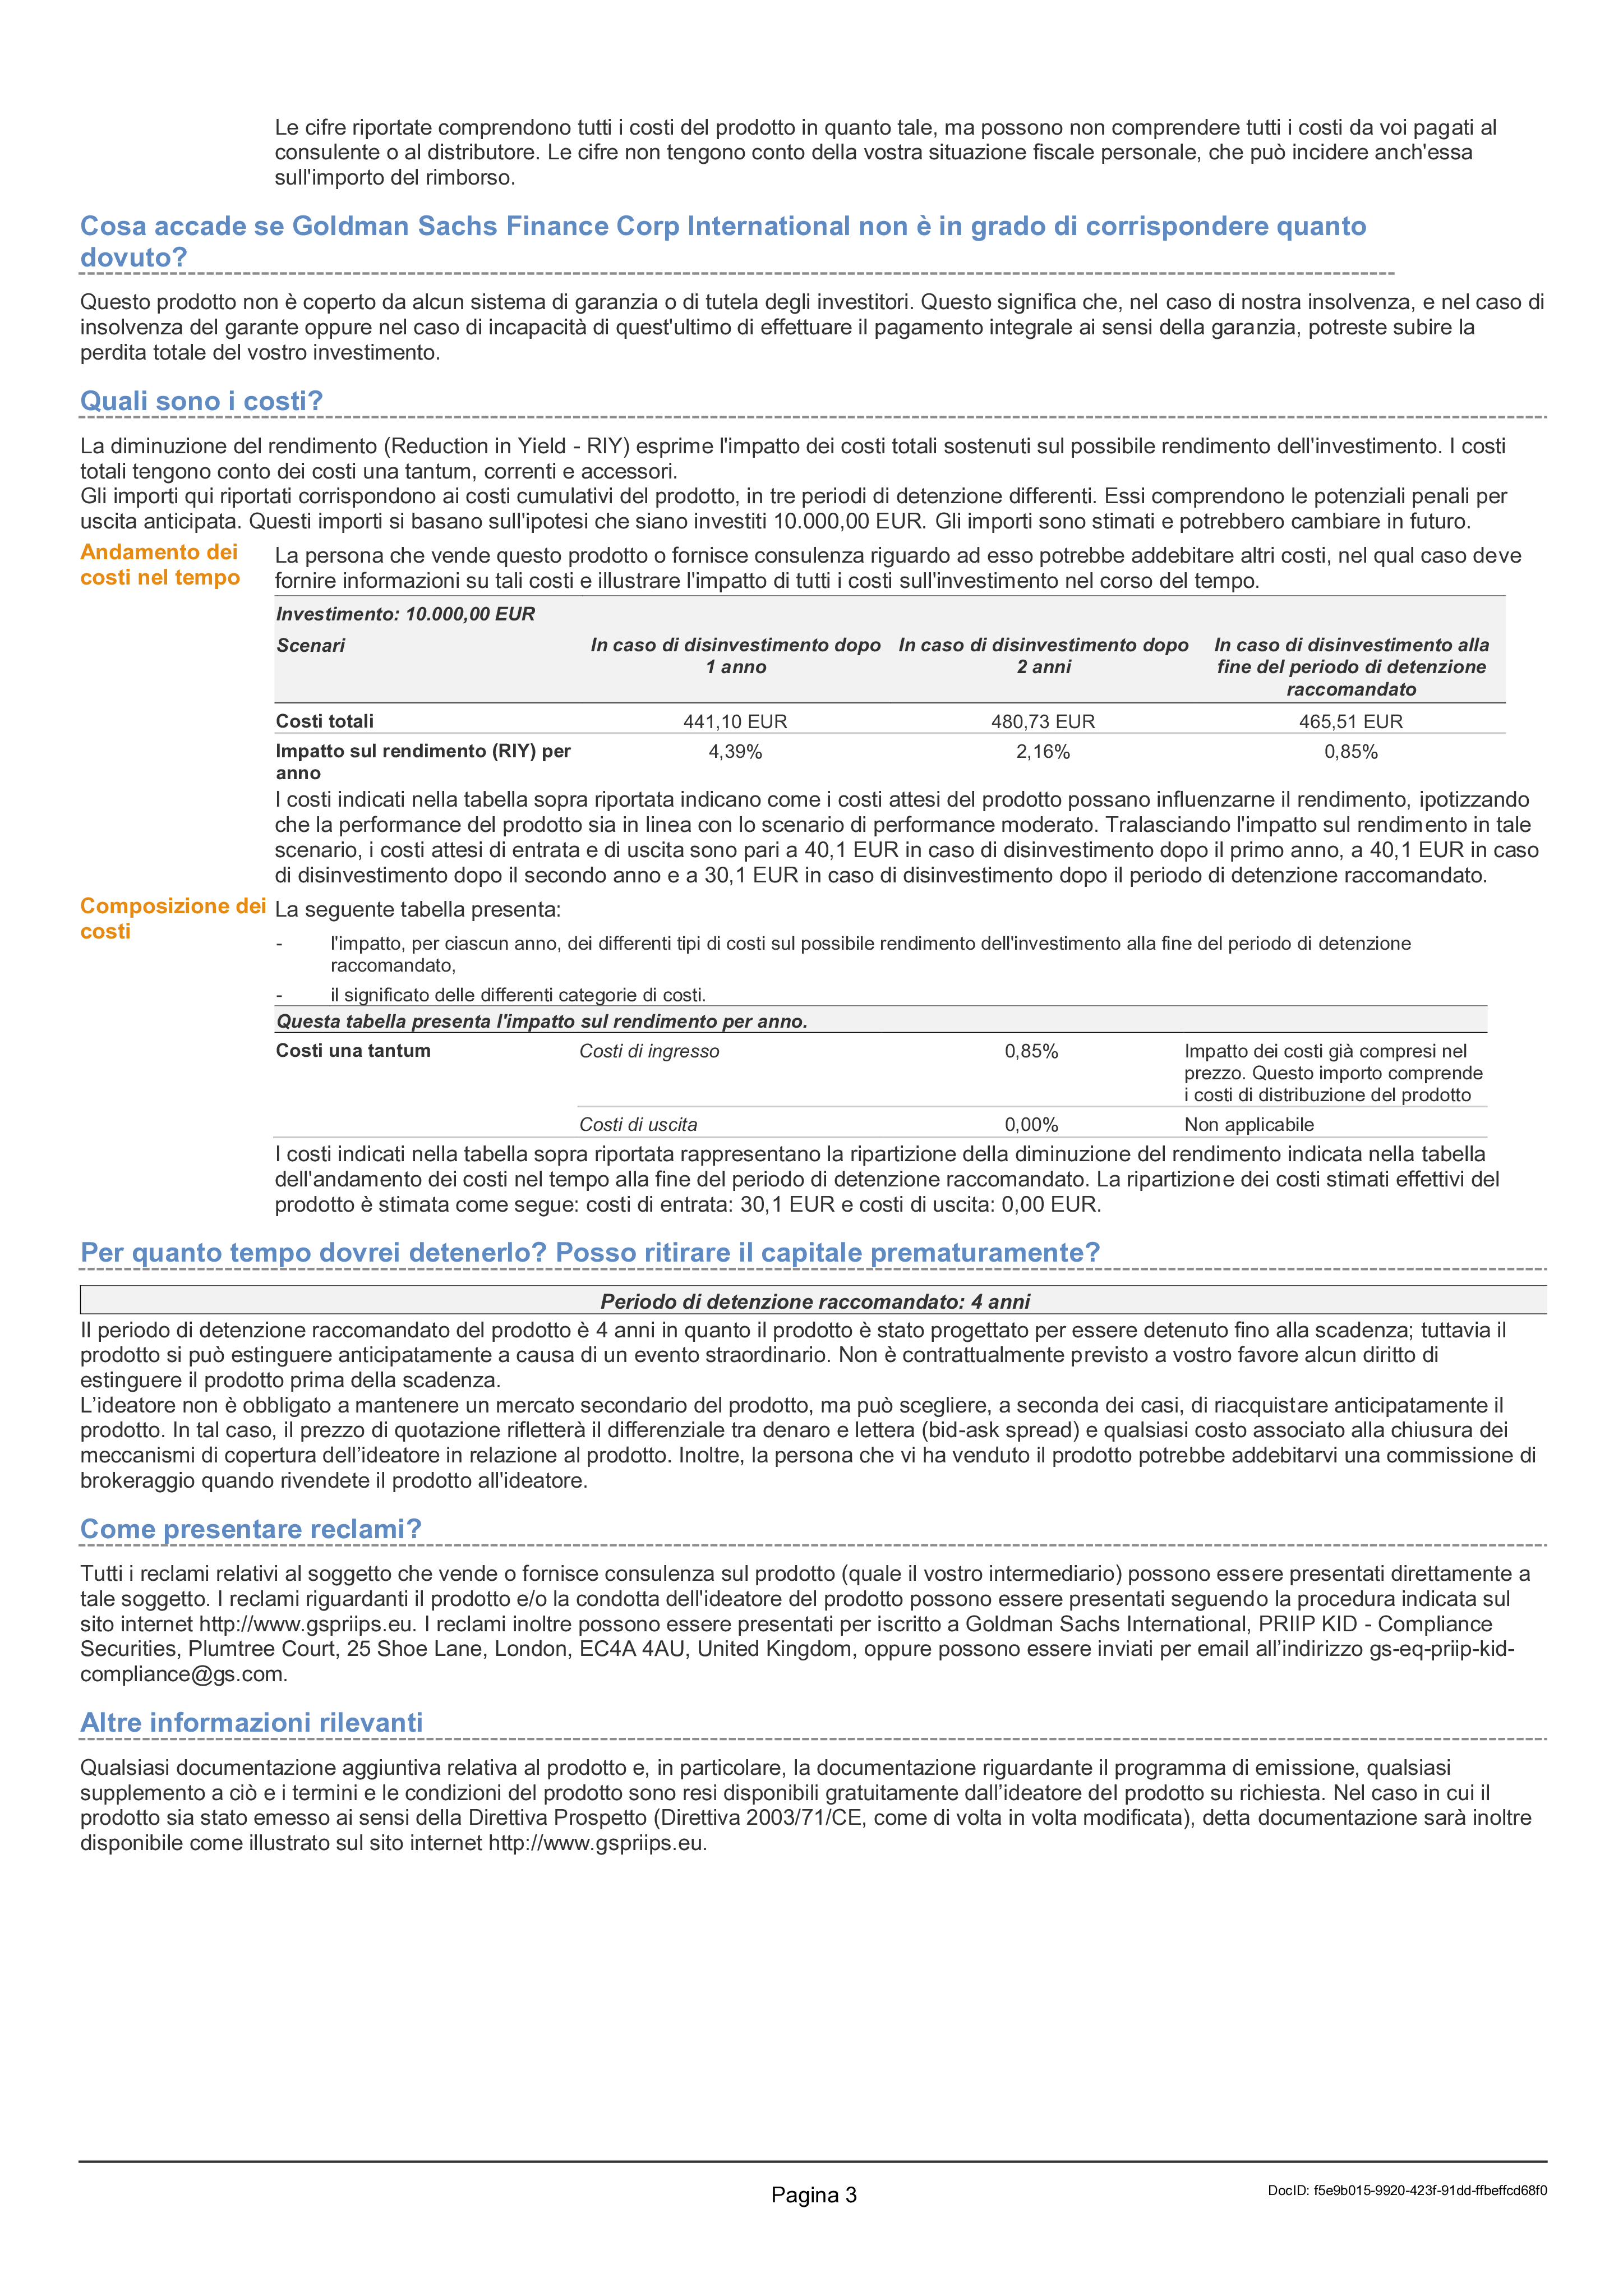 Le cifre riportate comprendono tutti i costi del prodotto in quanto tale, ma possono non comprendere tutti i costi da voi pagati al
consulente o al distributore. Le cifre non tengono conto della vostra situazione fiscale personale, che può incidere anch'essa
sull'importo del rimborso.
Cosa accade se Goldman Sachs Finance Corp International non è in grado di corrispondere quanto
dovuto?
Questo prodotto non è coperto da alcun sistema di garanzia o di tutela degli investitori. Questo significa che, nel caso di nostra insolvenza, e nel caso di
insolvenza del garante oppure nel caso di incapacità di quest'ultimo di effettuare il pagamento integrale ai sensi della garanzia, potreste subire la
perdita totale del vostro investimento.
Quali sono i costi?
La diminuzione del rendimento (Reduction in Yield - RIY) esprime l'impatto dei costi totali sostenuti sul possibile rendimento dell'investimento. I costi
totali tengono conto dei costi una tantum, correnti e accessori.
Gli importi qui riportati corrispondono ai costi cumulativi del prodotto, in tre periodi di detenzione differenti. Essi comprendono le potenziali penali per
uscita anticipata. Questi importi si basano sull'ipotesi che siano investiti 10.000,00 EUR. Gli importi sono stimati e potrebbero cambiare in futuro.
Andamento dei
costi nel tempo
La persona che vende questo prodotto o fornisce consulenza riguardo ad esso potrebbe addebitare altri costi, nel qual caso deve
fornire informazioni su tali costi e illustrare l'impatto di tutti i costi sull'investimento nel corso del tempo.
Investimento: 10.000,00 EUR
Scenari In caso di disinvestimento dopo In caso di disinvestimento dopo In caso di disinvestimento alla
1 anno 2 anni fine del periodo di detenzione
raccomandato
Costi totali 441,10 EUR 480,73 EUR 465,51 EUR
Impatto sul rendimento (RIY) per 4,39% 2,16% 0,85%
anno
I costi indicati nella tabella sopra riportata indicano come i costi attesi del prodotto possano influenzarne il rendimento, ipotizzando
che la performance del prodotto sia in linea con lo scenario di performance moderato. Tralasciando l'impatto sul rendimento in tale
scenario, i costi attesi di entrata e di uscita sono pari a 40,1 EUR in caso di disinvestimento dopo il primo anno, a 40,1 EUR in caso
di disinvestimento dopo il secondo anno e a 30,1 EUR in caso di disinvestimento dopo il periodo di detenzione raccomandato.
Composizione dei
costi
La seguente tabella presenta:
- l'impatto, per ciascun anno, dei differenti tipi di costi sul possibile rendimento dell'investimento alla fine del periodo di detenzione
raccomandato,
- il significato delle differenti categorie di costi.
Questa tabella presenta l'impatto sul rendimento per anno.
Costi una tantum Costi di ingresso 0,85% Impatto dei costi già compresi nel
prezzo. Questo importo comprende
i costi di distribuzione del prodotto
Costi di uscita 0,00% Non applicabile
I costi indicati nella tabella sopra riportata rappresentano la ripartizione della diminuzione del rendimento indicata nella tabella
dell'andamento dei costi nel tempo alla fine del periodo di detenzione raccomandato. La ripartizione dei costi stimati effettivi del
prodotto è stimata come segue: costi di entrata: 30,1 EUR e costi di uscita: 0,00 EUR.
Per quanto tempo dovrei detenerlo? Posso ritirare il capitale prematuramente?
Periodo di detenzione raccomandato: 4 anni
Il periodo di detenzione raccomandato del prodotto è 4 anni in quanto il prodotto è stato progettato per essere detenuto fino alla scadenza; tuttavia il
prodotto si può estinguere anticipatamente a causa di un evento straordinario. Non è contrattualmente previsto a vostro favore alcun diritto di
estinguere il prodotto prima della scadenza.
L’ideatore non è obbligato a mantenere un mercato secondario del prodotto, ma può scegliere, a seconda dei casi, di riacquistare anticipatamente il
prodotto. In tal caso, il prezzo di quotazione rifletterà il differenziale tra denaro e lettera (bid-ask spread) e qualsiasi costo associato alla chiusura dei
meccanismi di copertura dell’ideatore in relazione al prodotto. Inoltre, la persona che vi ha venduto il prodotto potrebbe addebitarvi una commissione di
brokeraggio quando rivendete il prodotto all'ideatore.
Come presentare reclami?
Tutti i reclami relativi al soggetto che vende o fornisce consulenza sul prodotto (quale il vostro intermediario) possono essere presentati direttamente a
tale soggetto. I reclami riguardanti il prodotto e/o la condotta dell'ideatore del prodotto possono essere presentati seguendo la procedura indicata sul
sito internet http://www.gspriips.eu. I reclami inoltre possono essere presentati per iscritto a Goldman Sachs International, PRIIP KID - Compliance
Securities, Plumtree Court, 25 Shoe Lane, London, EC4A 4AU, United Kingdom, oppure possono essere inviati per email all’indirizzo gs-eq-priip-kid-
compliance@gs.com.
Altre informazioni rilevanti
Qualsiasi documentazione aggiuntiva relativa al prodotto e, in particolare, la documentazione riguardante il programma di emissione, qualsiasi
supplemento a ciò e i termini e le condizioni del prodotto sono resi disponibili gratuitamente dall’ideatore del prodotto su richiesta. Nel caso in cui il
prodotto sia stato emesso ai sensi della Direttiva Prospetto (Direttiva 2003/71/CE, come di volta in volta modificata), detta documentazione sarà inoltre
disponibile come illustrato sul sito internet http://www.gspriips.eu.
Pagina 3
DocID: f5e9b015-9920-423f-91dd-ffbeffcd68f0